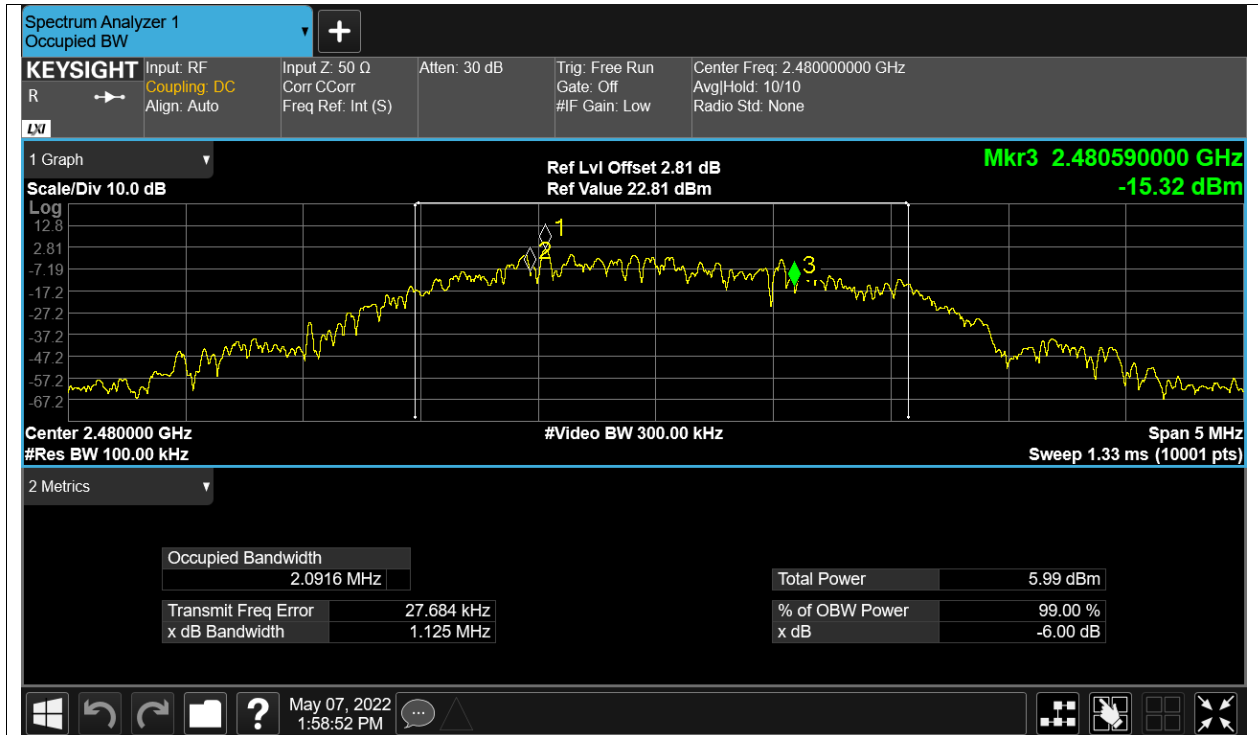 Spectrum Analyzer 1
Occupied BW
KEYSIGHT
R
LXI
Input: RF
Coupling: DC
Align: Auto
Input Z: 50 Ω
Corr CCorr
Freq Ref: Int (S)
Atten: 30 dB
Trig: Free Run
Gate: Off
#IF Gain: Low
Center Freq: 2.480000000 GHz
Avg|Hold: 10/10
Radio Std: None
1 Graph
Scale/Div 10.0 dB
Ref Lvl Offset 2.81 dB
Ref Value 22.81 dBm
Mkr3 2.480590000 GHz
-15.32 dBm
Log
12.8
2.81
-7.19
-17.2
-27.2
-37.2
-47.2
-57.2
-67.2
1
2
3
Center 2.480000 GHz
#Res BW 100.00 kHz
#Video BW 300.00 kHz
Span 5 MHz
Sweep 1.33 ms (10001 pts)
2 Metrics
Occupied Bandwidth
2.0916 MHz
Transmit Freq Error 27.684 kHz
x dB Bandwidth 1.125 MHz
Total Power 5.99 dBm
% of OBW Power 99.00 %
x dB -6.00 dB
?
May 07, 2022
1:58:52 PM